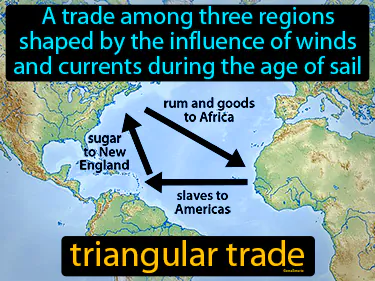 A trade among three regions
shaped by the influence of winds
and currents during the age of sail
rum and goods
to Africa
sugar
to New
England
slaves to
Americas
triangular trade